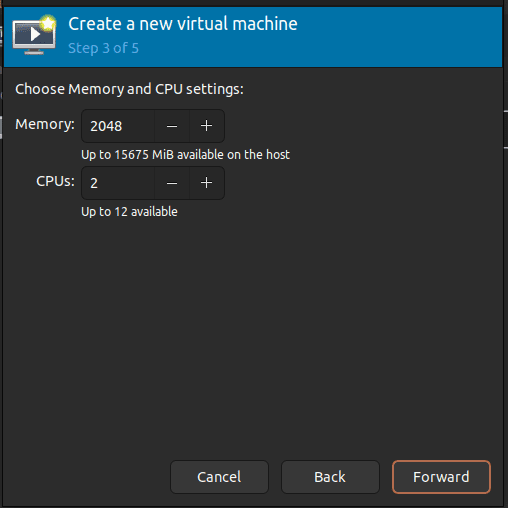 Create a new virtual machine
Step 3 of 5
Choose Memory and CPU settings:
Memory: 2048 − +
Up to 15675 MiB available on the host
CPUs: 2 − +
Up to 12 available
Cancel Back Forward